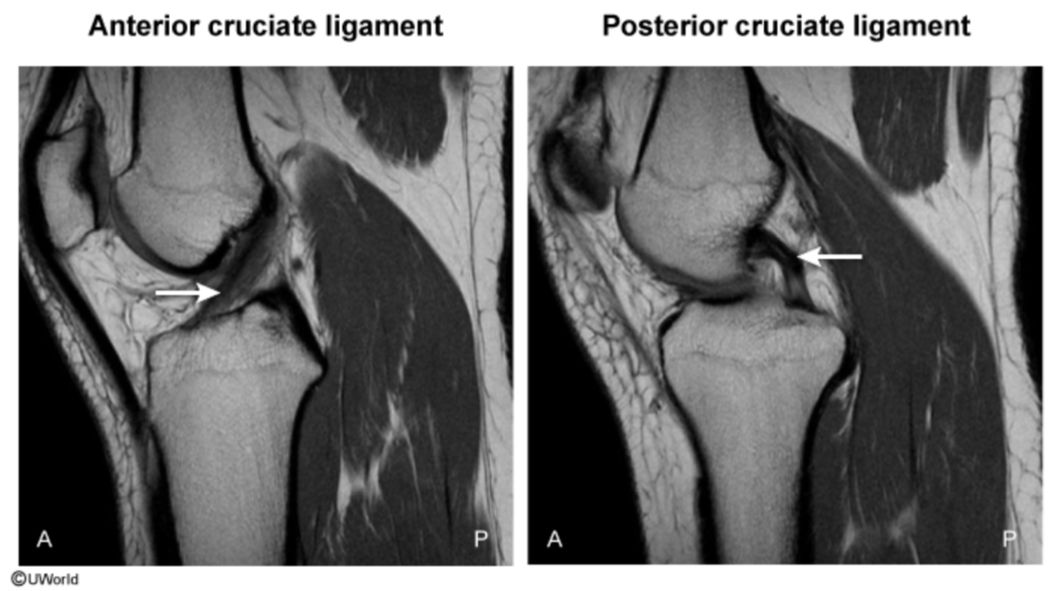 Anterior cruciate ligament
Posterior cruciate ligament
A
P
A
P
©UWorld